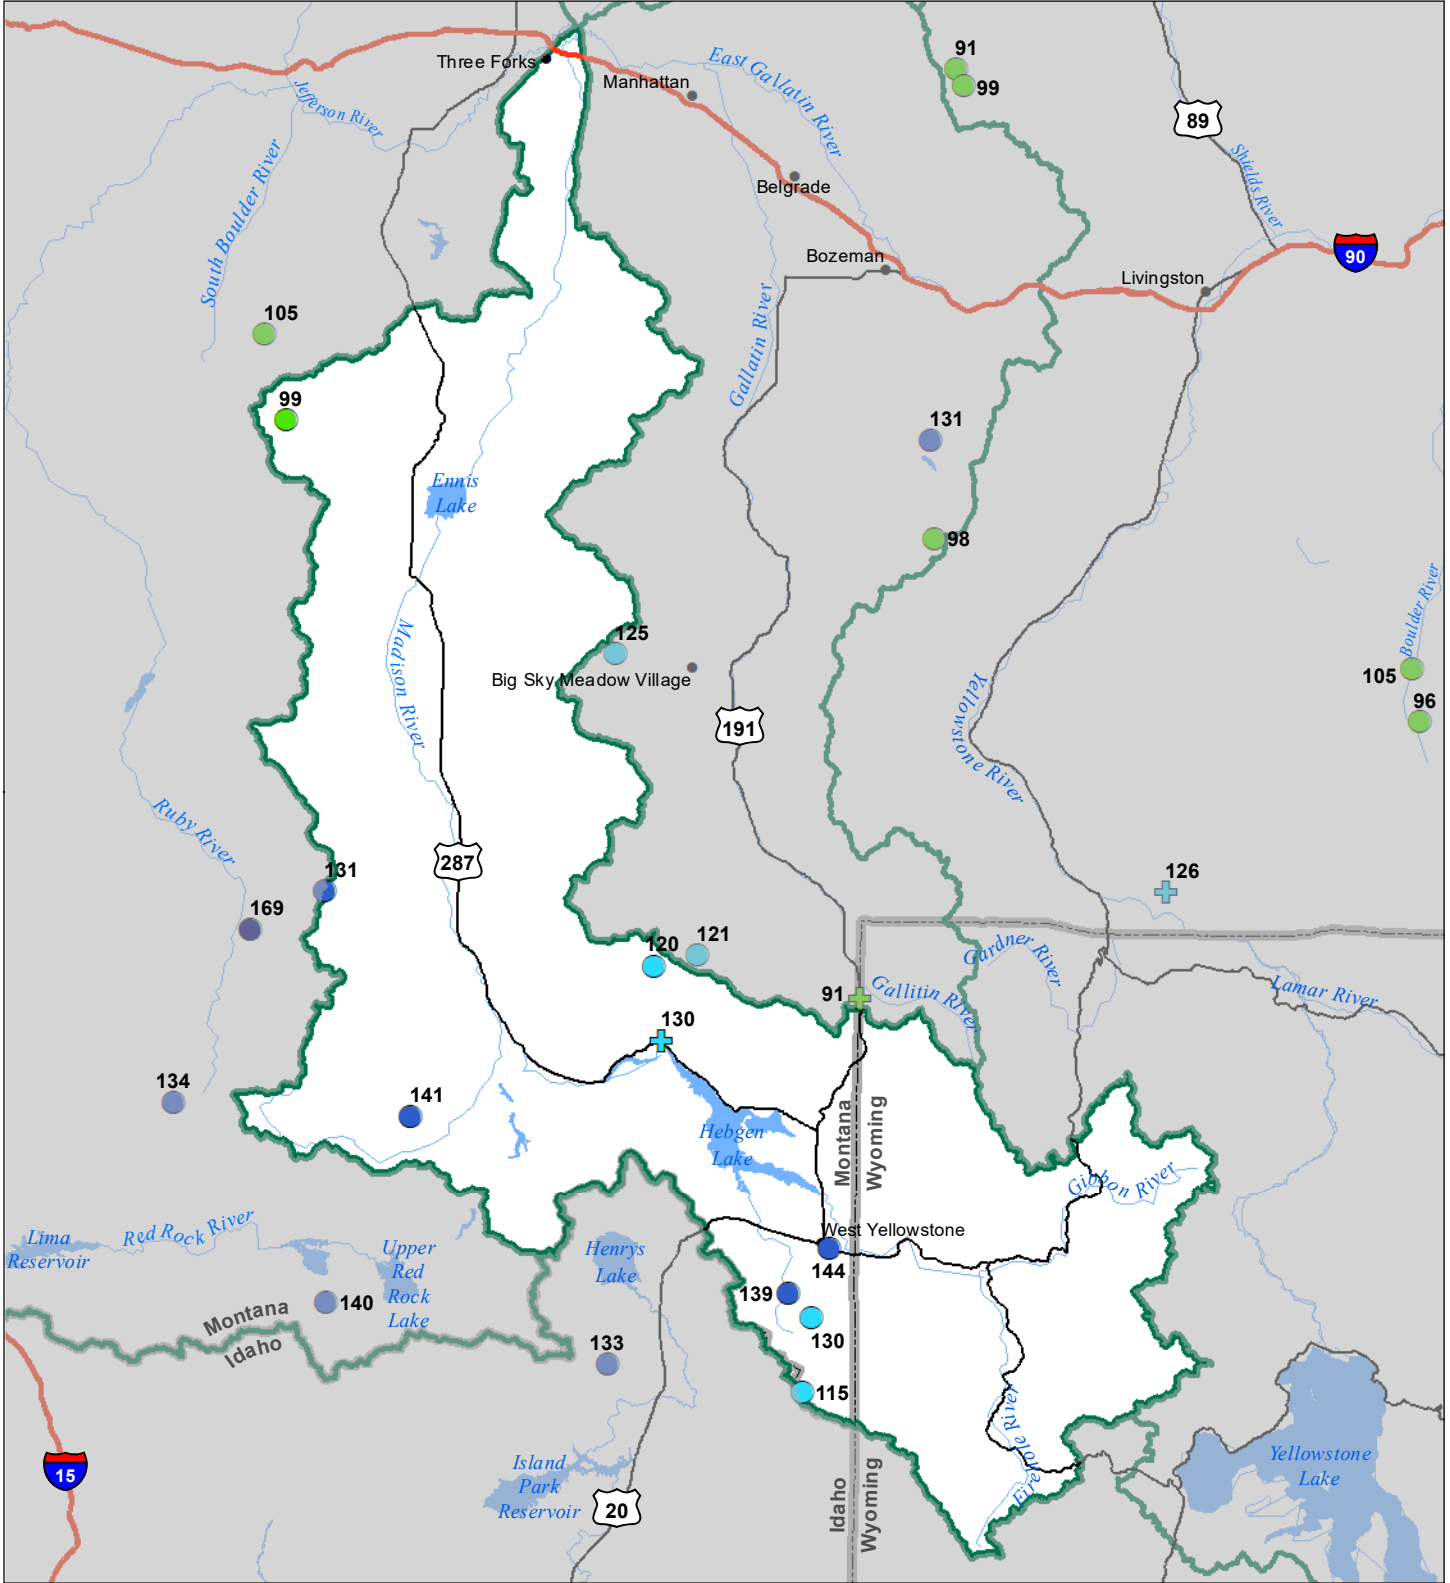 91
East Gallatin River
Three Forks
Manhattan
99
Jefferson River
89
Shields River
South Boulder River
Belgrade
Bozeman
90
Livingston
105
Gallatin River
99
131
Ennis
Lake
98
Boulder River
125
Madison River
105
Big Sky Meadow Village
96
191
Yellowstone River
Ruby River
287
131
126
169
120
121
Gardner River
91
Gallitin River
Lamar River
130
134
141
Montana
Wyoming
Hebgen
Lake
Gibbon River
Red Rock River
West Yellowstone
Lima
Reservoir
Upper
Red
Rock
Lake
Henrys
Lake
144
139
140
Montana
Idaho
130
133
115
Firehole River
15
Island
Park
Reservoir
20
Idaho
Wyoming
Yellowstone
Lake